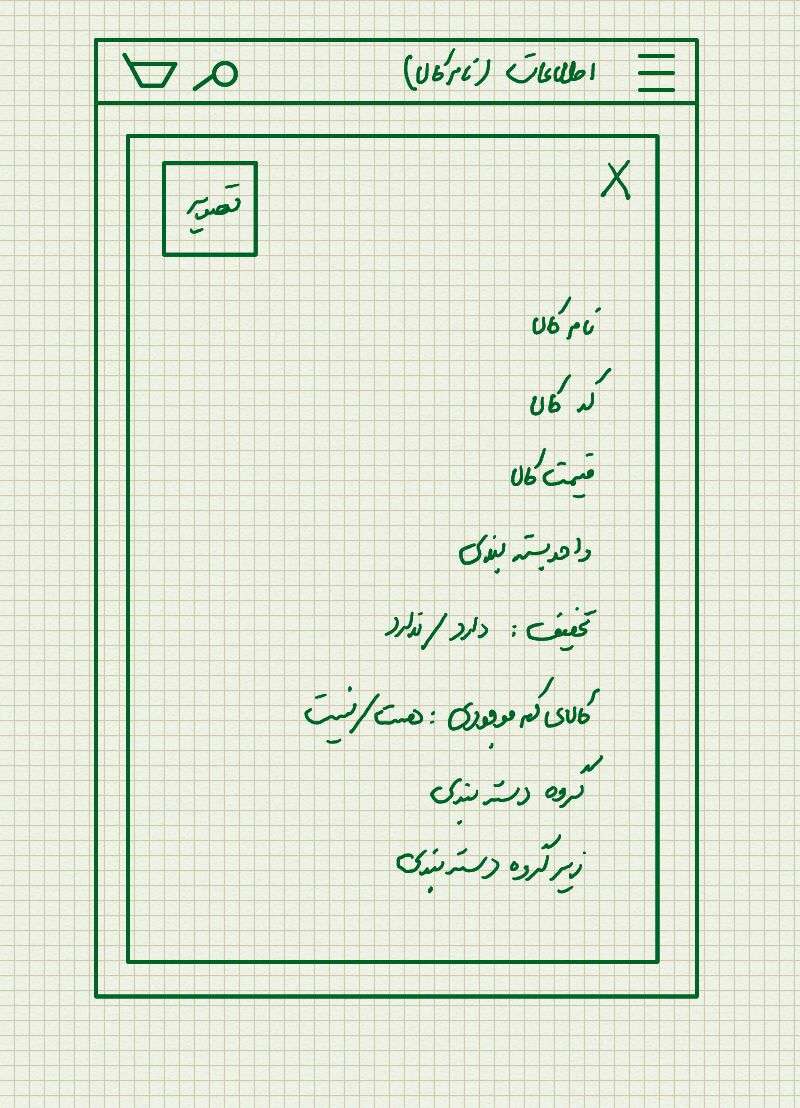 اطلاعات (نام کالا)
تصویر
X
نام کالا
کد کالا
قیمت کالا
واحد بسته بندی
تخفیف : دارد / ندارد
کالای کم موجودی : هست / نیست
گروه دسته بندی
زیر گروه دسته بندی